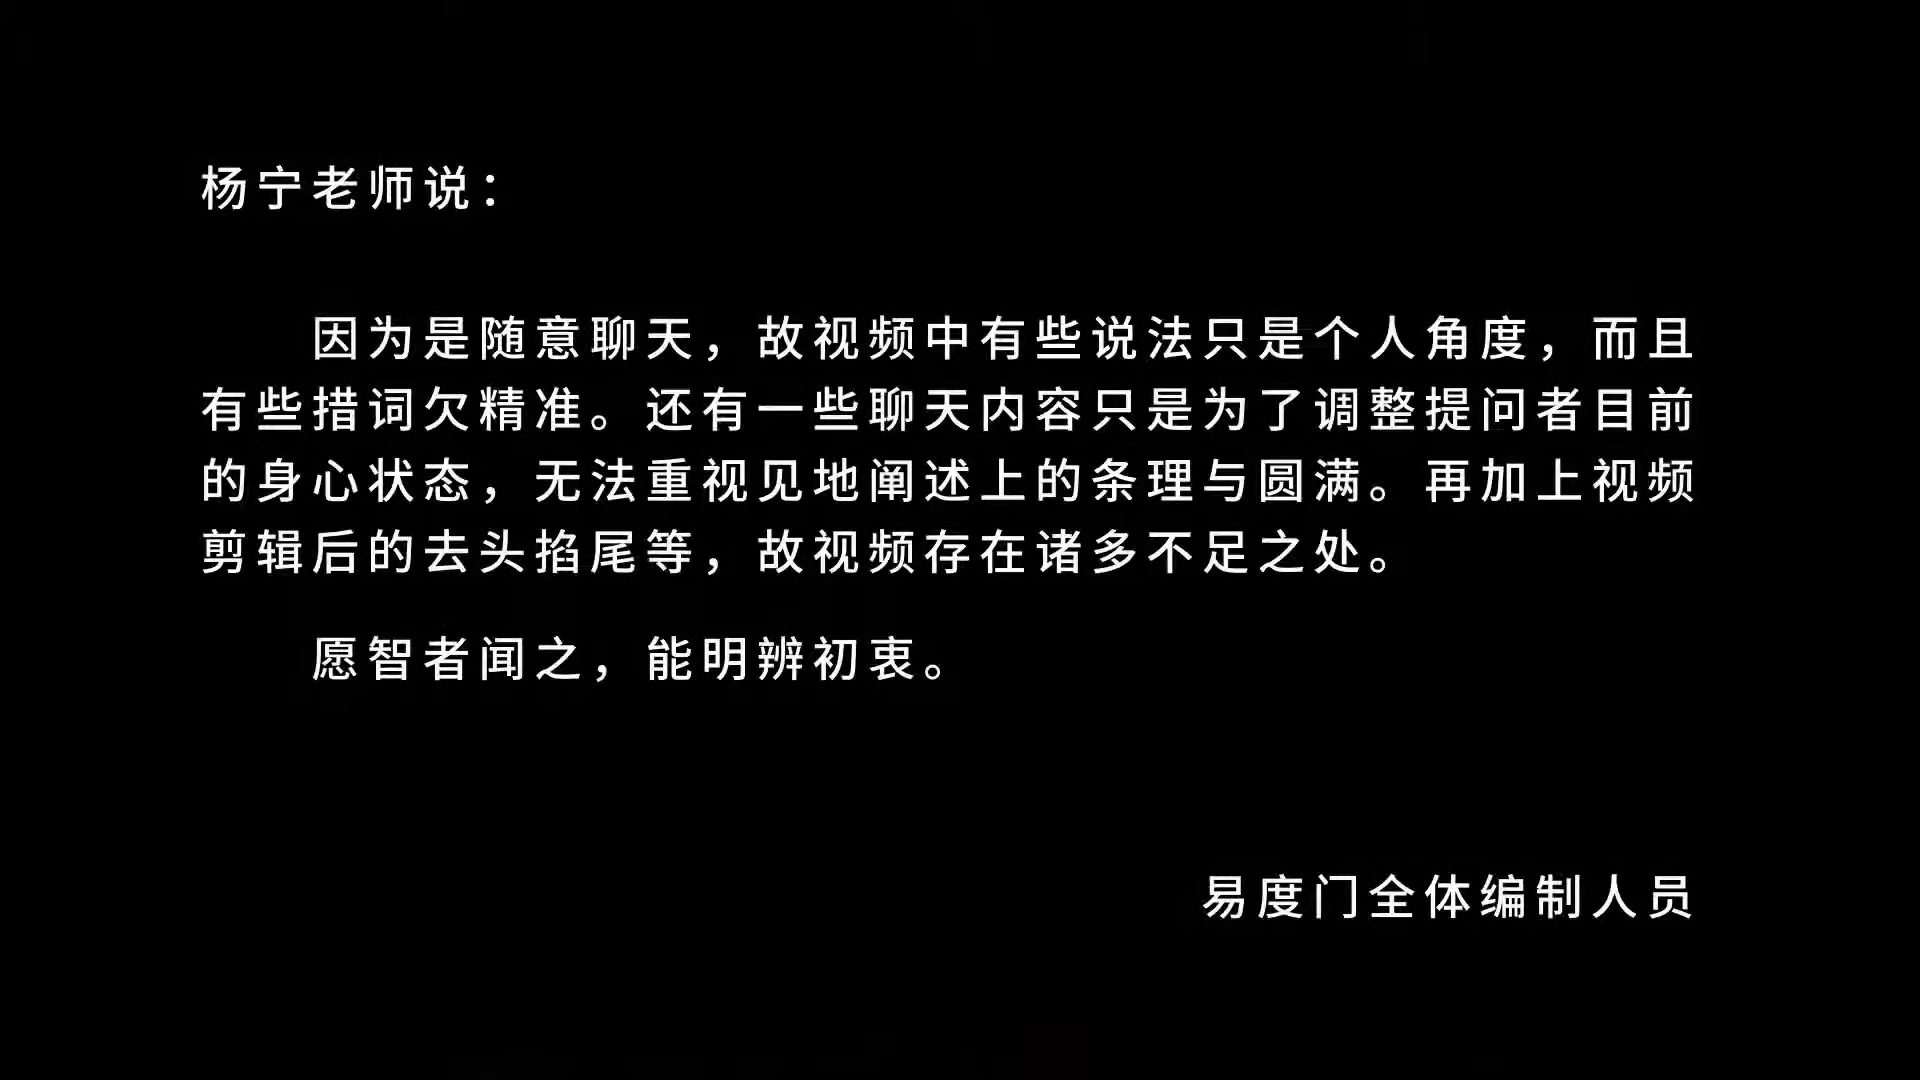 杨宁老师说：
因为是随意聊天，故视频中有些说法只是个人角度，而且
有些措词欠精准。还有一些聊天内容只是为了调整提问者目前
的身心状态，无法重视见地阐述上的条理与圆满。再加上视频
剪辑后的去头掐尾等，故视频存在诸多不足之处。
愿智者闻之，能明辨初衷。
易度门全体编制人员